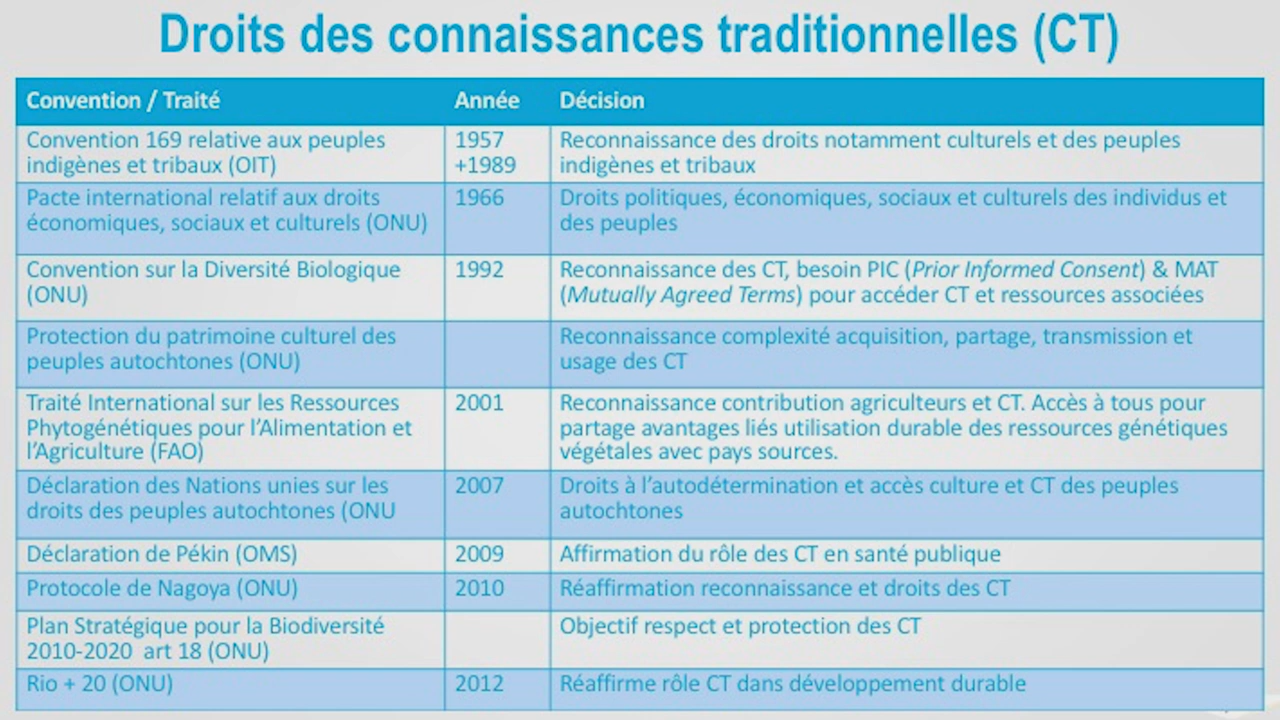 Droits des connaissances traditionnelles (CT)
Convention / Traité Année Décision
Convention 169 relative aux peuples 1957 Reconnaissance des droits notamment culturels et des peuples
indigènes et tribaux (OIT) +1989 indigènes et tribaux
Pacte international relatif aux droits 1966 Droits politiques, économiques, sociaux et culturels des individus et
économiques, sociaux et culturels (ONU) des peuples
Convention sur la Diversité Biologique 1992 Reconnaissance des CT, besoin PIC (Prior Informed Consent) & MAT
(ONU) (Mutually Agreed Terms) pour accéder CT et ressources associées
Protection du patrimoine culturel des Reconnaissance complexité acquisition, partage, transmission et
peuples autochtones (ONU) usage des CT
Traité International sur les Ressources 2001 Reconnaissance contribution agriculteurs et CT. Accès à tous pour
Phytogénétiques pour l'Alimentation et partage avantages liés utilisation durable des ressources génétiques
l'Agriculture (FAO) végétales avec pays sources.
Déclaration des Nations unies sur les 2007 Droits à l'autodétermination et accès culture et CT des peuples
droits des peuples autochtones (ONU autochtones
Déclaration de Pékin (OMS) 2009 Affirmation du rôle des CT en santé publique
Protocole de Nagoya (ONU) 2010 Réaffirmation reconnaissance et droits des CT
Plan Stratégique pour la Biodiversité Objectif respect et protection des CT
2010-2020 art 18 (ONU)
Rio + 20 (ONU) 2012 Réaffirme rôle CT dans développement durable